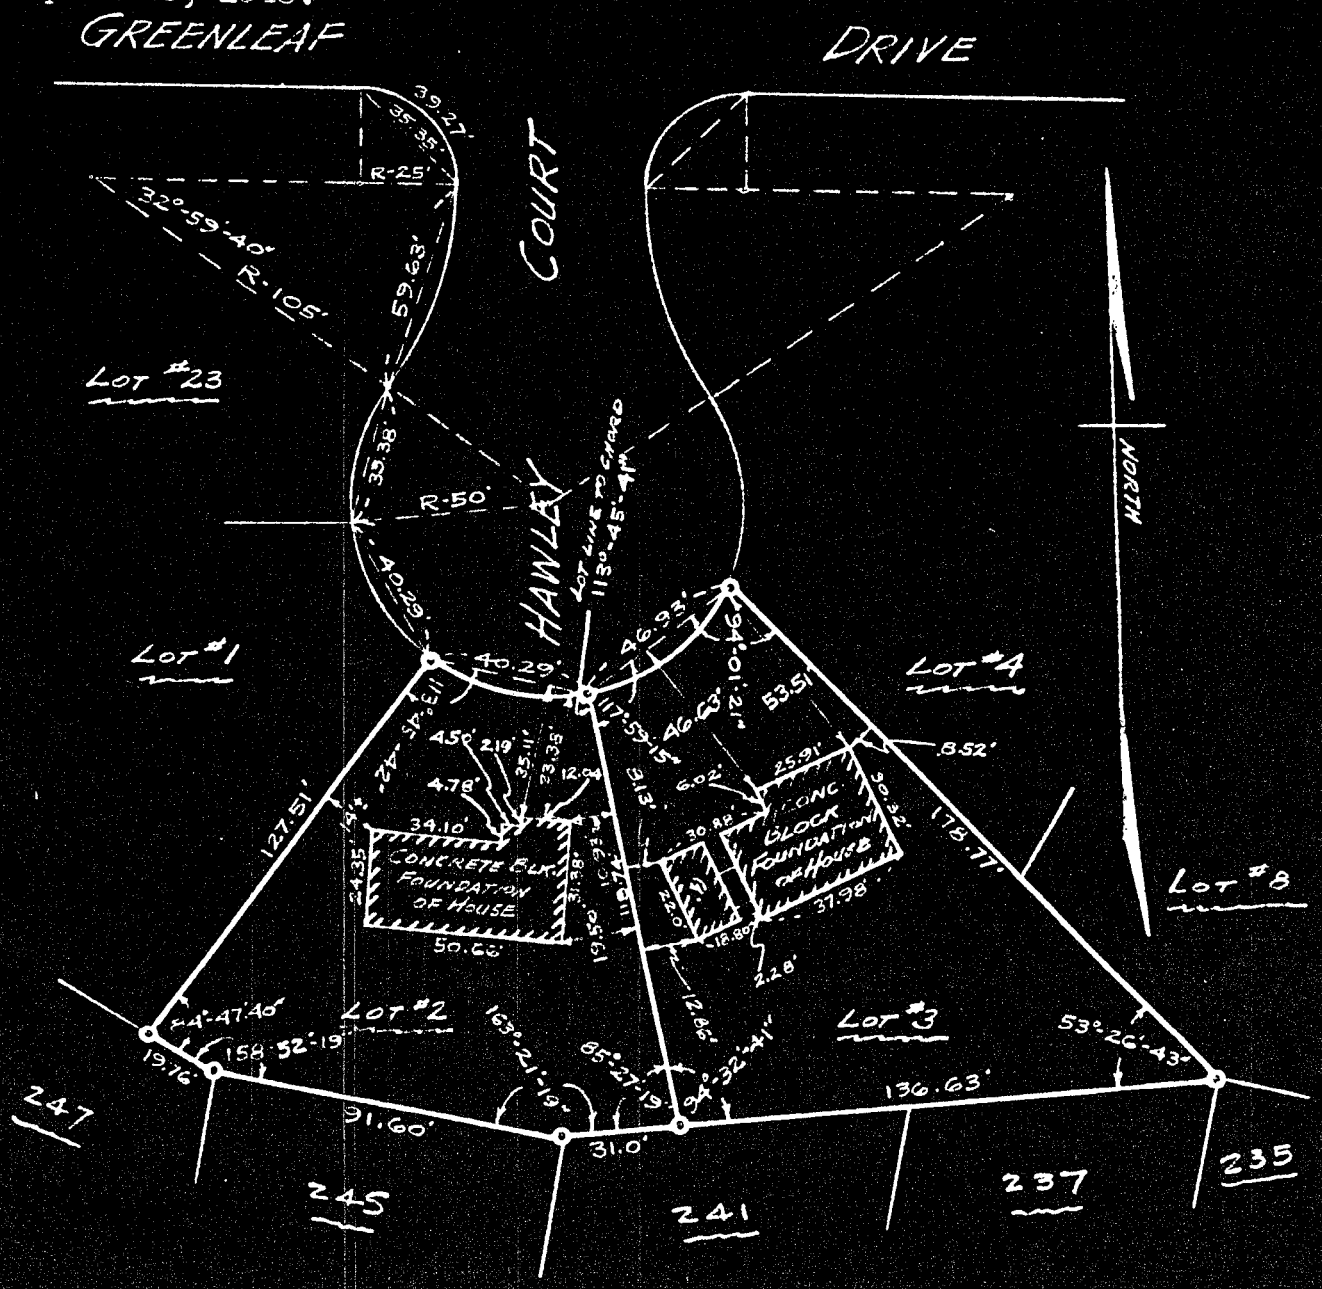 GREENLEAF DRIVE
COURT
39.27'
35.35'
R-25'
32°-59'-40"
R-105'
59.63'
LOT #23
33.38'
R-50'
HAWLEY
LOT LINE TO CHORD
113°-45'-41"
NORTH
40.29'
40.29'
46.93'
LOT #1
LOT #4
94°-01'-21"
53.51'
46.63'
117°-59'-15"
113°-45'-42"
4.50'
2.19'
4.78'
35.11'
23.38'
12.04
8.13'
6.02'
25.91'
8.52'
30.32'
178.77'
127.51'
14'±
34.10'
24.35'
CONCRETE BLK.
FOUNDATION
OF HOUSE
31.38'
50.66'
19.50
30.88'
22.0'
18.80'
CONC.
BLOCK
FOUNDATION
OF HOUSE
37.98'
2.28'
12.86'
LOT #8
84°-47'-40"
LOT #2
158°-52'-19"
19.76'
163°-21'-19"
85°-27'-19"
94°-32'-41"
LOT #3
53°-26'-43"
136.63'
91.60'
31.0'
247
245
241
237
235